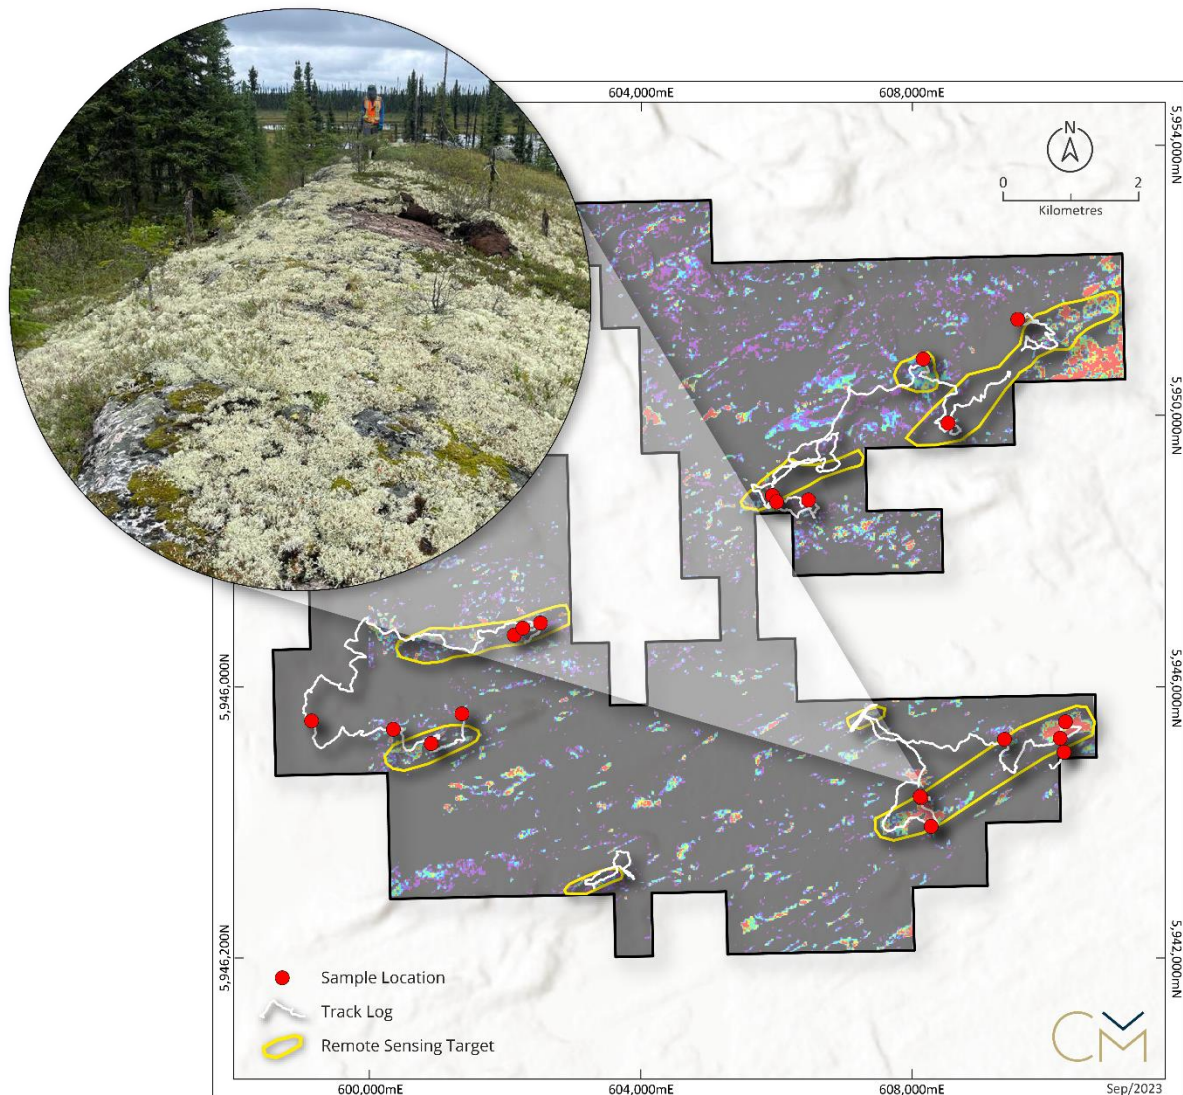 604,000mE
608,000mE
5,954,000mN
N
0 2
Kilometres
5,950,000mN
5,946,000N
5,946,000mN
5,946,200N
5,942,000mN
Sample Location
Track Log
Remote Sensing Target
CM
600,000mE
604,000mE
608,000mE
Sep/2023